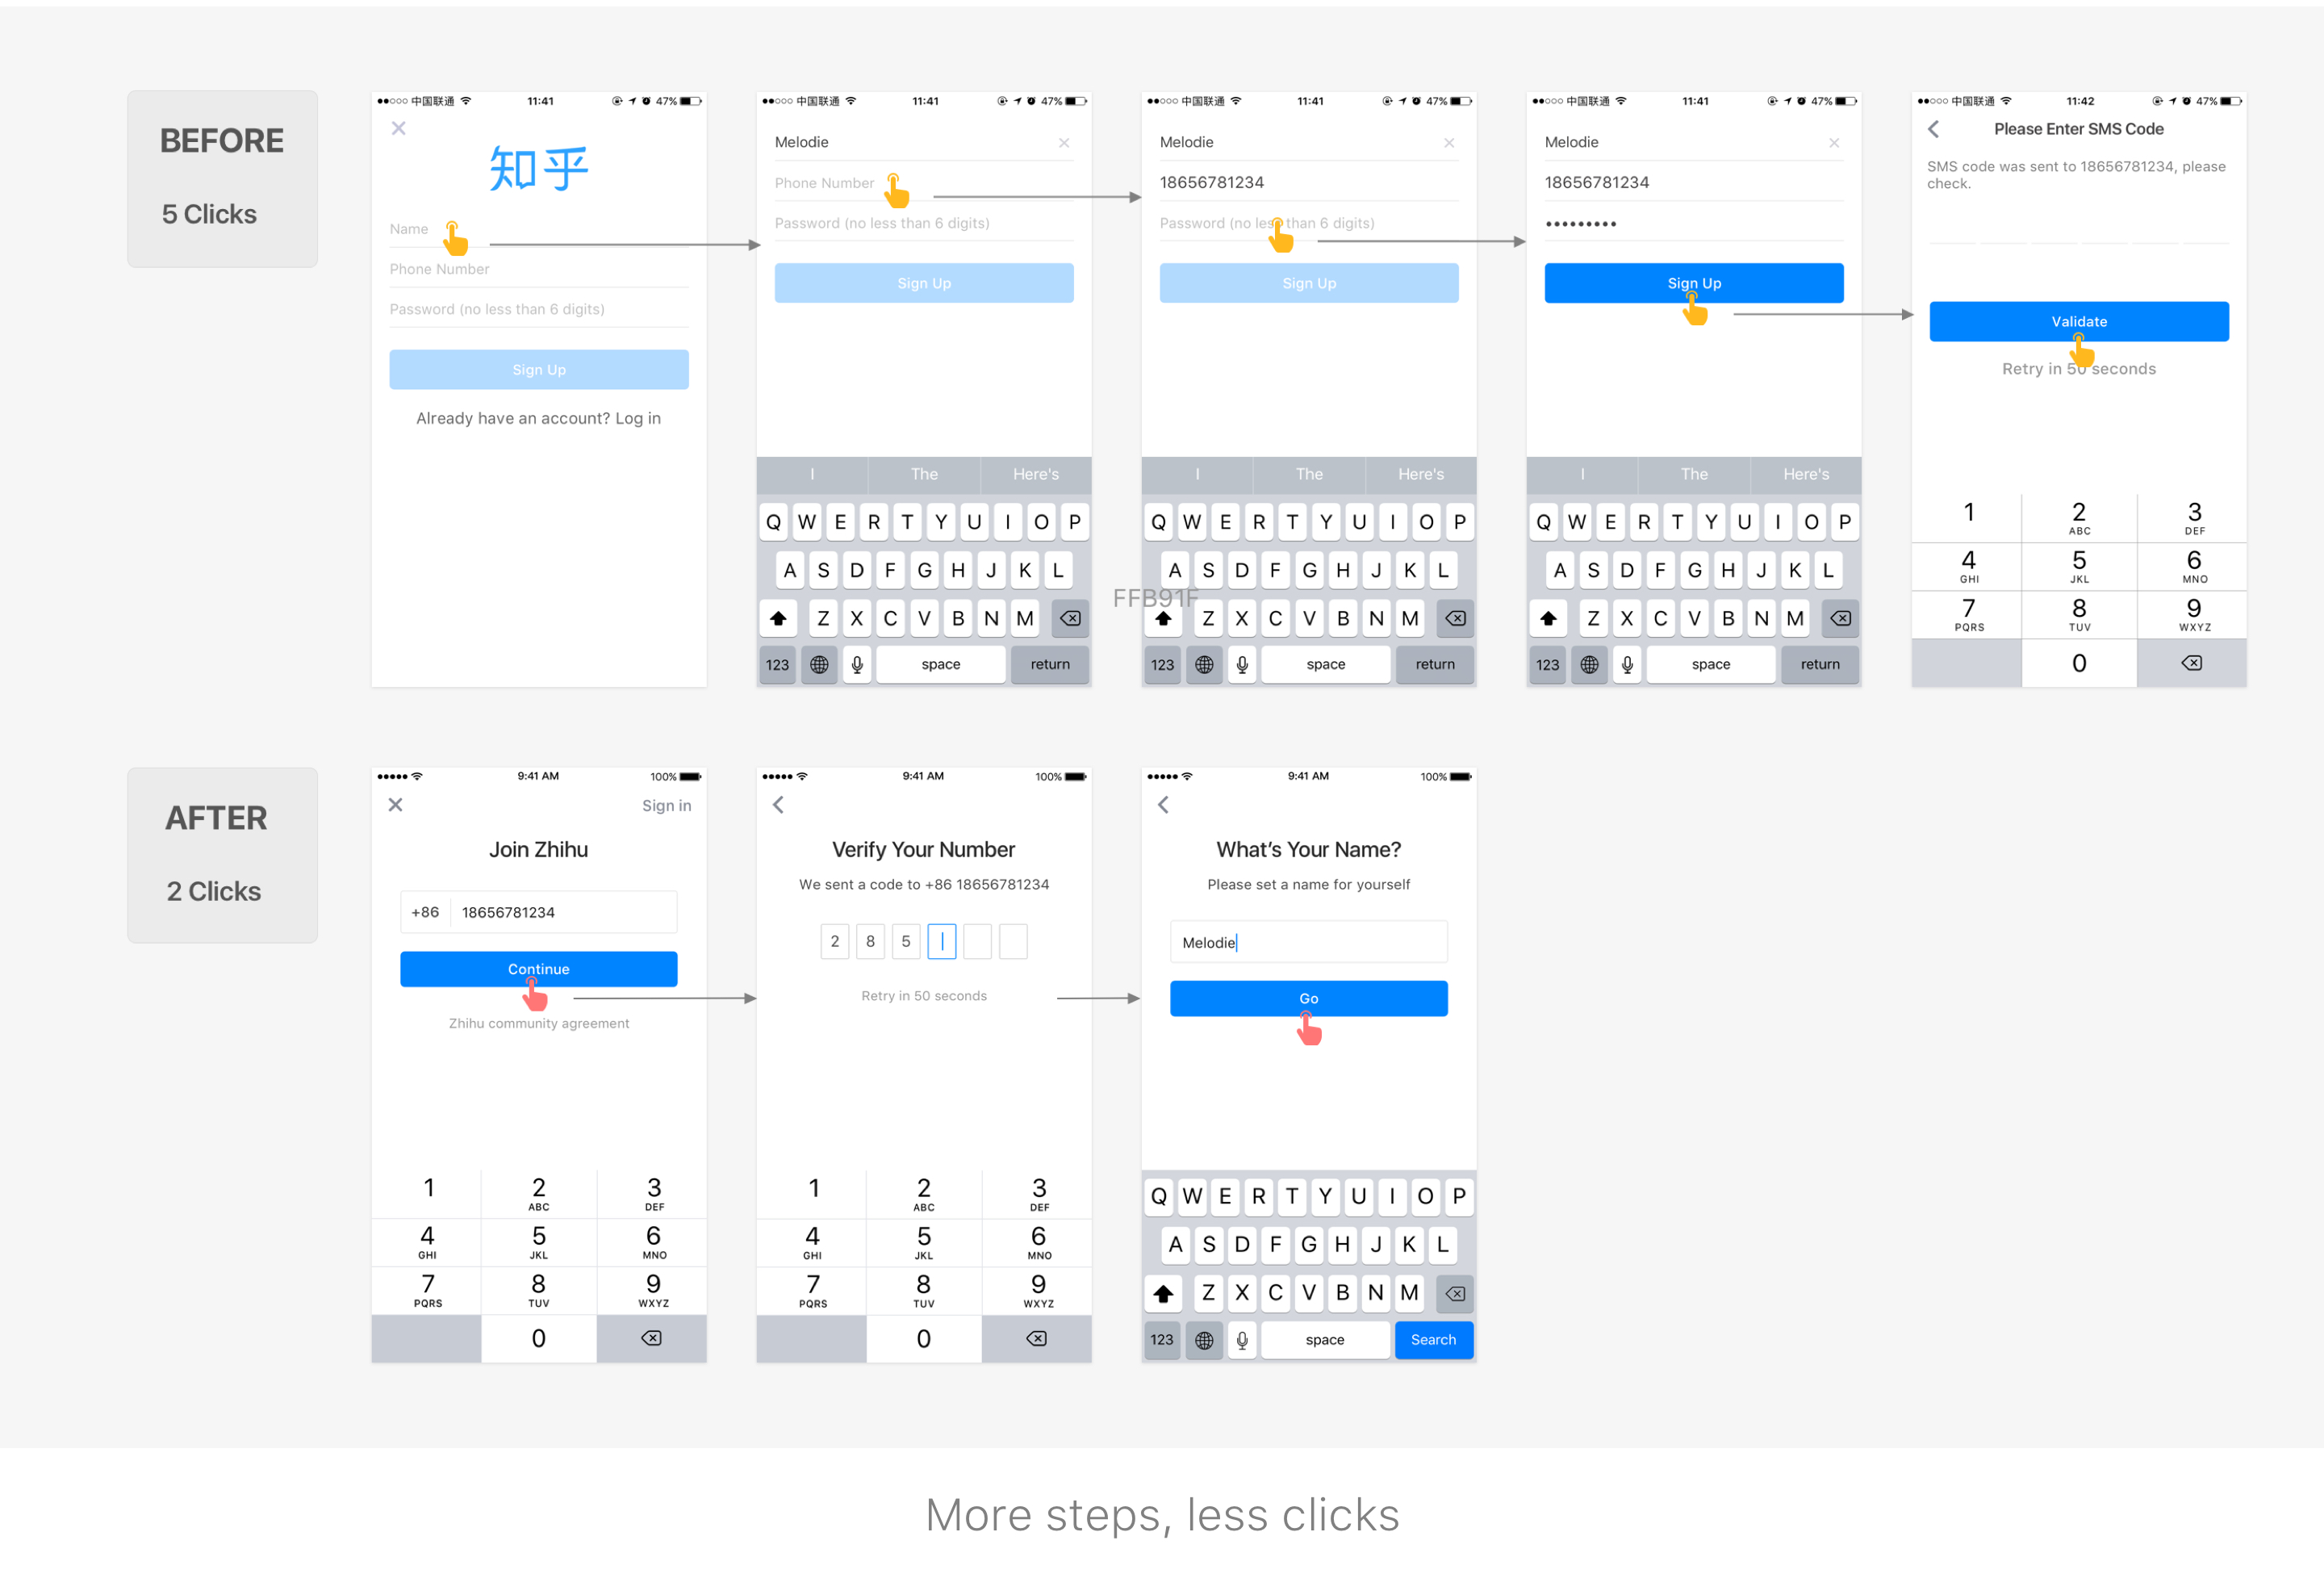 BEFORE
5 Clicks
中国联通 11:41 47%
知乎
Name
Phone Number
Password (no less than 6 digits)
Sign Up
Already have an account? Log in
中国联通 11:41 47%
Melodie
Phone Number
Password (no less than 6 digits)
Sign Up
I The Here's
Q W E R T Y U I O P
A S D F G H J K L
Z X C V B N M
123 space return
FFB91F
中国联通 11:41 47%
Melodie
18656781234
Password (no less than 6 digits)
Sign Up
I The Here's
Q W E R T Y U I O P
A S D F G H J K L
Z X C V B N M
123 space return
中国联通 11:41 47%
Melodie
18656781234
•••••••••
Sign Up
I The Here's
Q W E R T Y U I O P
A S D F G H J K L
Z X C V B N M
123 space return
中国联通 11:42 47%
Please Enter SMS Code
SMS code was sent to 18656781234, please
check.
Validate
Retry in 50 seconds
1 2 3
ABC DEF
4 5 6
GHI JKL MNO
7 8 9
PQRS TUV WXYZ
0
AFTER
2 Clicks
9:41 AM 100%
Sign in
Join Zhihu
+86 18656781234
Continue
Zhihu community agreement
1 2 3
ABC DEF
4 5 6
GHI JKL MNO
7 8 9
PQRS TUV WXYZ
0
9:41 AM 100%
Verify Your Number
We sent a code to +86 18656781234
2 8 5
Retry in 50 seconds
1 2 3
ABC DEF
4 5 6
GHI JKL MNO
7 8 9
PQRS TUV WXYZ
0
9:41 AM 100%
What's Your Name?
Please set a name for yourself
Melodie
Go
Q W E R T Y U I O P
A S D F G H J K L
Z X C V B N M
123 space Search
More steps, less clicks